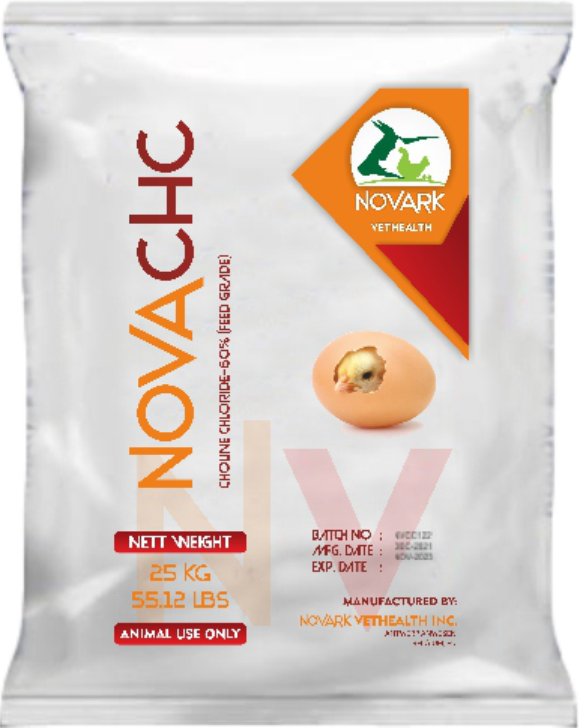 NOVARK
VETHEALTH
NOVACHC
CHOLINE CHLORIDE-60% (FEED GRADE)
NETT WEIGHT
25 KG
55.12 LBS
ANIMAL USE ONLY
BATCH NO :
MFG. DATE :
EXP. DATE :
MANUFACTURED BY:
NOVARK VETHEALTH INC.